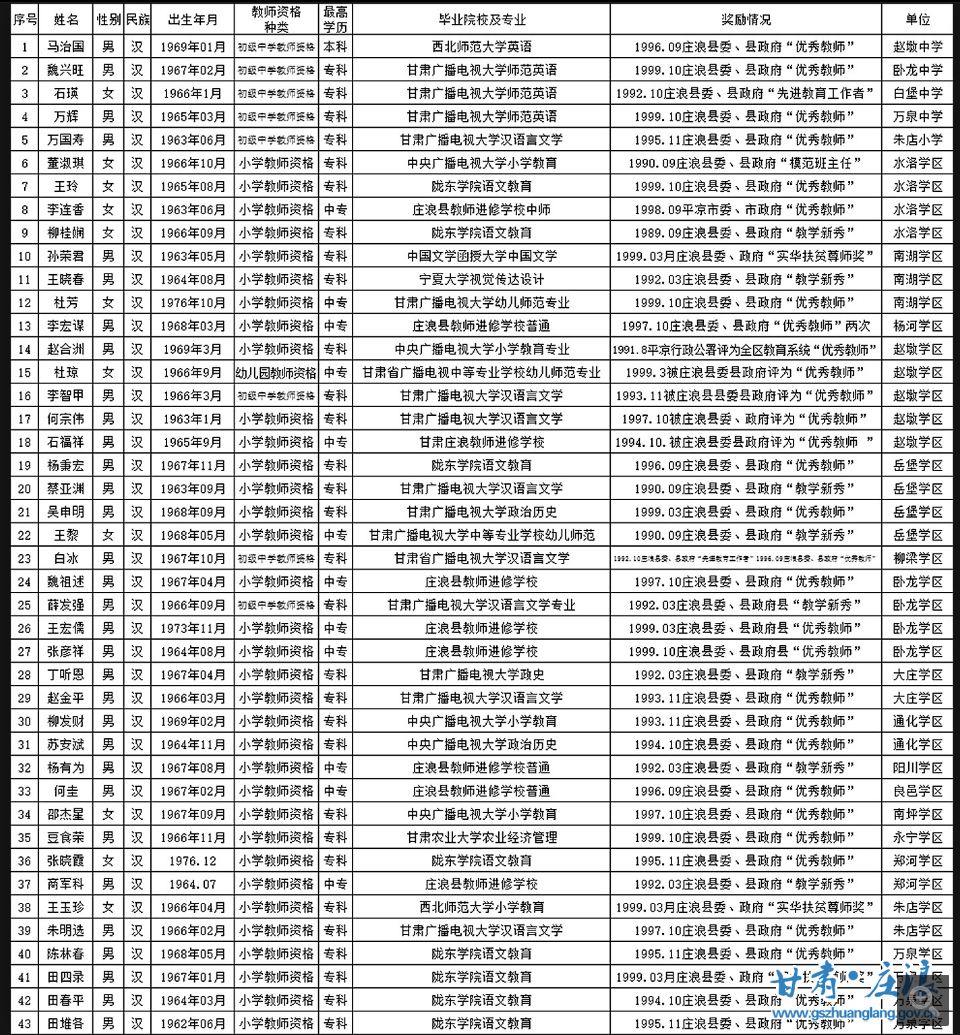 序号 姓名 性别 民族 出生年月 教师资格种类 最高学历 毕业院校及专业 奖励情况 单位
1 马治国 男 汉 1969年01月 初级中学教师资格 本科 西北师范大学英语 1996.09庄浪县委、县政府“优秀教师” 赵墩中学
2 魏兴旺 男 汉 1967年02月 初级中学教师资格 专科 甘肃广播电视大学师范英语 1999.10庄浪县委、县政府“优秀教师” 卧龙中学
3 石瑛 女 汉 1966年1月 初级中学教师资格 专科 甘肃广播电视大学师范英语 1992.10庄浪县委、县政府“先进教育工作者” 白堡中学
4 万辉 男 汉 1965年03月 初级中学教师资格 专科 甘肃广播电视大学师范英语 1999.10庄浪县委、县政府“优秀教师” 万泉中学
5 万国寿 男 汉 1963年06月 初级中学教师资格 专科 甘肃广播电视大学汉语言文学 1995.11庄浪县委、县政府“优秀教师” 朱店小学
6 董淑琪 女 汉 1966年10月 小学教师资格 专科 中央广播电视大学小学教育 1990.09庄浪县委、县政府“模范班主任” 水洛学区
7 王玲 女 汉 1965年08月 小学教师资格 专科 陇东学院语文教育 1999.10庄浪县委、县政府“优秀教师” 水洛学区
8 李连香 女 汉 1963年06月 小学教师资格 中专 庄浪县教师进修学校中师 1998.09平凉市委、市政府“优秀教师” 水洛学区
9 柳桂娴 女 汉 1966年09月 小学教师资格 专科 陇东学院语文教育 1989.09庄浪县委、县政府“教学新秀” 水洛学区
10 孙荣君 男 汉 1963年05月 小学教师资格 专科 中国文学函授大学中国文学 1999.03月庄浪县委、县政府“实华扶贫尊师奖” 南湖学区
11 王晓春 男 汉 1964年08月 小学教师资格 专科 宁夏大学视觉传达设计 1992.03庄浪县委、县政府“教学新秀” 南湖学区
12 杜芳 女 汉 1976年10月 小学教师资格 中专 甘肃广播电视大学幼儿师范专业 1999.10庄浪县委、县政府“优秀教师” 南湖学区
13 李宏谋 男 汉 1968年03月 小学教师资格 中专 庄浪县教师进修学校普通 1997.10庄浪县委、县政府“优秀教师”两次 杨河学区
14 赵合洲 男 汉 1969年3月 小学教师资格 专科 中央广播电视大学小学教育专业 1991.8平京行政公署评为全区教育系统“优秀教师” 赵墩学区
15 杜琼 女 汉 1966年9月 幼儿园教师资格 中专 甘肃省广播电视中等专业学校幼儿师范专业 1999.3被庄浪县委县政府评为“优秀教师” 赵墩学区
16 李智甲 男 汉 1966年3月 初级中学教师资格 专科 甘肃广播电视大学汉语言文学 1993.11被庄浪县县委县政府评为“优秀教师” 赵墩学区
17 何宗伟 男 汉 1963年1月 小学教师资格 专科 甘肃广播电视大学汉语言文学 1997.10被庄浪县委、政府评为“优秀教师” 赵墩学区
18 石福祥 男 汉 1965年9月 小学教师资格 中专 甘肃庄浪教师进修学校 1994.10.被庄浪县委县政府评为“优秀教师 ” 赵墩学区
19 杨秉宏 男 汉 1967年11月 小学教师资格 专科 陇东学院语文教育 1996.09庄浪县委、县政府“优秀教师” 岳堡学区
20 蔡亚渊 男 汉 1963年09月 小学教师资格 专科 甘肃广播电视大学汉语言文学 1990.09庄浪县委、县政府“教学新秀” 岳堡学区
21 吴申明 男 汉 1968年09月 小学教师资格 专科 甘肃广播电视大学政治历史 1999.03庄浪县委、县政府“优秀教师” 岳堡学区
22 王黎 女 汉 1968年05月 小学教师资格 中专 甘肃广播电视大学中等专业学校幼儿师范 1990.09庄浪县委、县政府“教学新秀” 岳堡学区
23 白冰 男 汉 1967年10月 初级中学教师资格 专科 甘肃省广播电视大学汉语言文学 1992.10庄浪县委、县政府“先进教育工作者”1996.09庄浪县委、县政府“优秀教师” 柳梁学区
24 魏祖述 男 汉 1967年04月 小学教师资格 中专 庄浪县教师进修学校 1997.10庄浪县委、县政府“优秀教师” 卧龙学区
25 薛发强 男 汉 1966年09月 初级中学教师资格 专科 甘肃广播电视大学汉语言文学专业 1992.03庄浪县委、县政府县“教学新秀” 卧龙学区
26 王宏儒 男 汉 1973年11月 小学教师资格 中专 庄浪县教师进修学校 1999.03庄浪县委、县政府县“优秀教师” 卧龙学区
27 张彦祥 男 汉 1964年08月 小学教师资格 中专 庄浪县教师进修学校 1999.10庄浪县委、县政府县“优秀教师” 卧龙学区
28 丁听恩 男 汉 1967年04月 小学教师资格 专科 甘肃广播电视大学政史 1992.03庄浪县委、县政府“教学新秀” 大庄学区
29 赵金平 男 汉 1966年03月 小学教师资格 专科 甘肃广播电视大学汉语言文学 1993.11庄浪县委、县政府“优秀教师” 大庄学区
30 柳发财 男 汉 1969年02月 小学教师资格 专科 中央广播电视大学小学教育 1993.11庄浪县委、县政府“优秀教师” 通化学区
31 苏安斌 男 汉 1964年11月 小学教师资格 专科 中央广播电视大学政治历史 1994.10庄浪县委、县政府“优秀教师” 通化学区
32 杨有为 男 汉 1967年08月 小学教师资格 中专 庄浪县教师进修学校普通 1992.03庄浪县委、县政府“教学新秀” 阳川学区
33 何圭 男 汉 1967年02月 小学教师资格 中专 庄浪县教师进修学校普通 1996.09庄浪县委、县政府“优秀教师” 良邑学区
34 邵杰星 女 汉 1967年09月 小学教师资格 专科 中央广播电视大学小学教育 1997.10庄浪县委、县政府“优秀教师” 南坪学区
35 豆食荣 男 汉 1966年11月 小学教师资格 专科 甘肃农业大学农业经济管理 1999.10庄浪县委、县政府“优秀教师” 永宁学区
36 张晓霞 女 汉 1976.12 小学教师资格 专科 陇东学院语文教育 1995.11庄浪县委、县政府“优秀教师” 郑河学区
37 商军科 男 汉 1964.07 小学教师资格 中专 庄浪县教师进修学校 1992.03庄浪县委、县政府“教学新秀” 郑河学区
38 王玉珍 女 汉 1966年04月 小学教师资格 专科 西北师范大学小学教育 1999.03月庄浪县委、政府“实华扶贫尊师奖” 朱店学区
39 朱明选 男 汉 1966年02月 小学教师资格 专科 甘肃广播电视大学汉语言文学 1997.10庄浪县委、县政府“优秀教师” 朱店学区
40 陈林春 男 汉 1968年05月 小学教师资格 专科 陇东学院语文教育 1995.11庄浪县委、县政府“优秀教师” 万泉学区
41 田四录 男 汉 1967年01月 小学教师资格 专科 陇东学院语文教育 1999.03月庄浪县委、政府
42 田春平 男 汉 1964年03月 小学教师资格 专科 陇东学院语文教育 1994.10庄浪县委、县政府“优秀教师” 万泉学区
43 田堆各 男 汉 1962年06月 小学教师资格 专科 陇东学院语文教育 1995.11庄浪县委、县政府“优秀教师” 万泉学区
甘肃·庄浪
www.gszhuanglang.gov.cn